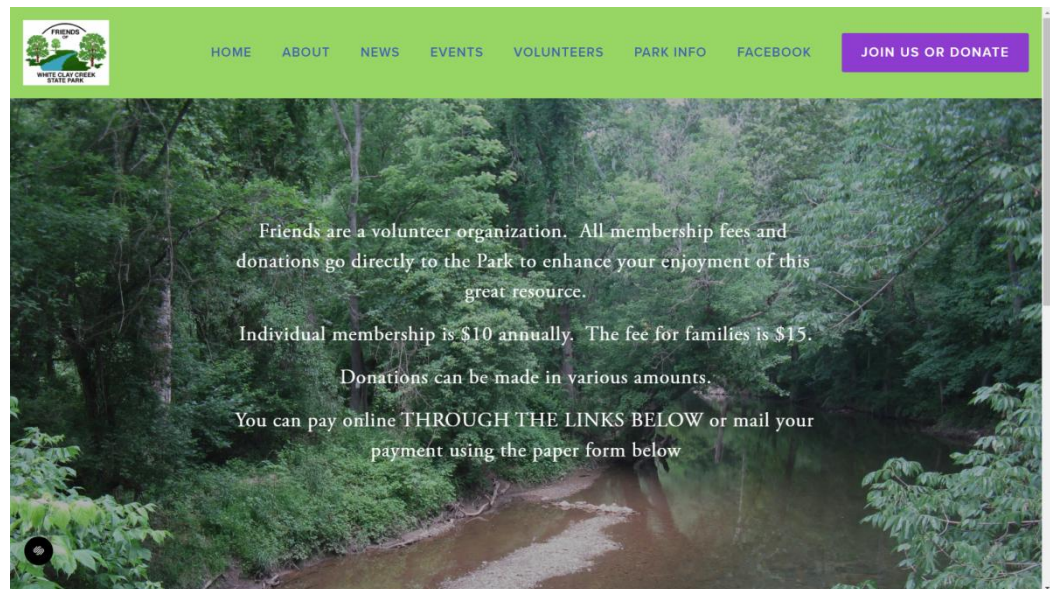 FRIENDS
OF
WHITE CLAY CREEK
STATE PARK
HOME ABOUT NEWS EVENTS VOLUNTEERS PARK INFO FACEBOOK JOIN US OR DONATE
Friends are a volunteer organization. All membership fees and
donations go directly to the Park to enhance your enjoyment of this
great resource.
Individual membership is $10 annually. The fee for families is $15.
Donations can be made in various amounts.
You can pay online THROUGH THE LINKS BELOW or mail your
payment using the paper form below